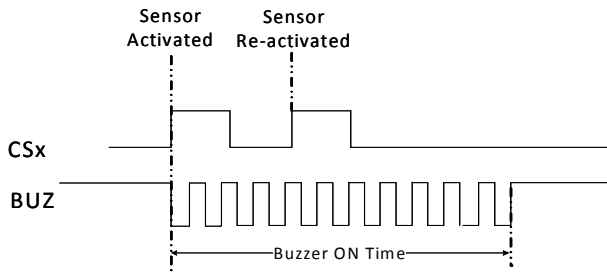 Sensor
Activated
Sensor
Re-activated
CSx
BUZ
Buzzer ON Time